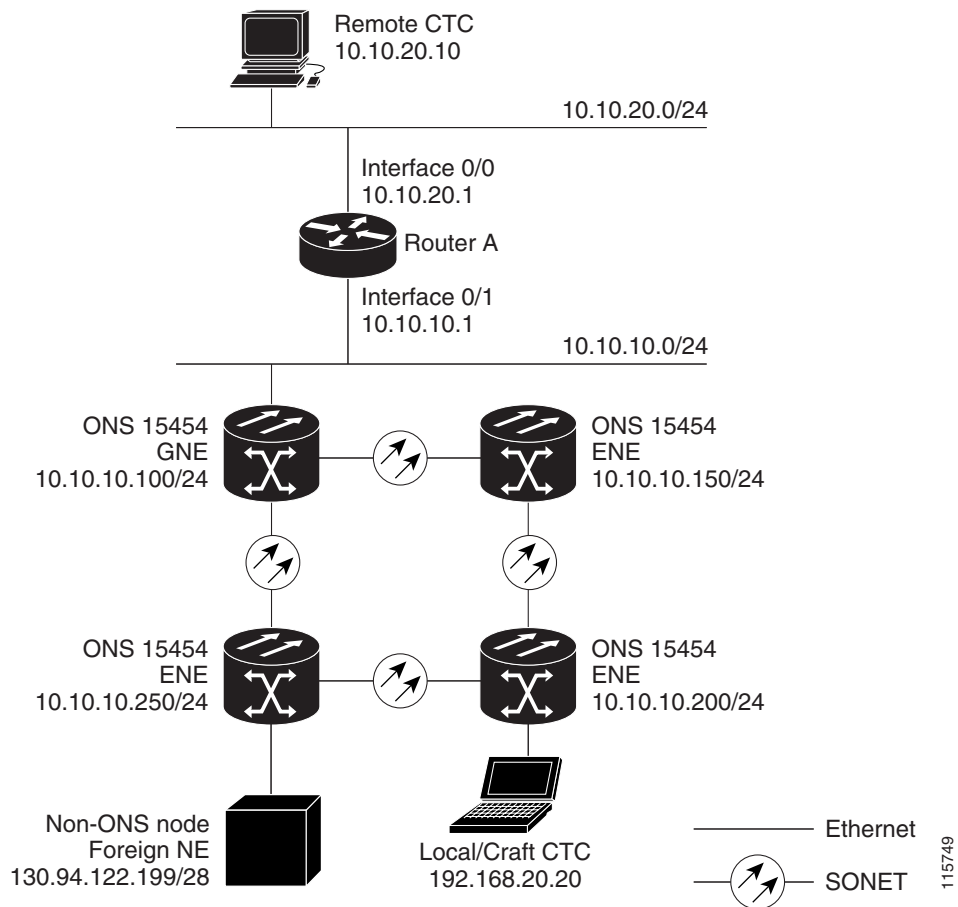 Remote CTC
10.10.20.10
10.10.20.0/24
Interface 0/0
10.10.20.1
Router A
Interface 0/1
10.10.10.1
10.10.10.0/24
ONS 15454
GNE
10.10.10.100/24
ONS 15454
ENE
10.10.10.150/24
ONS 15454
ENE
10.10.10.250/24
ONS 15454
ENE
10.10.10.200/24
Non-ONS node
Foreign NE
130.94.122.199/28
Local/Craft CTC
192.168.20.20
Ethernet
SONET
115749